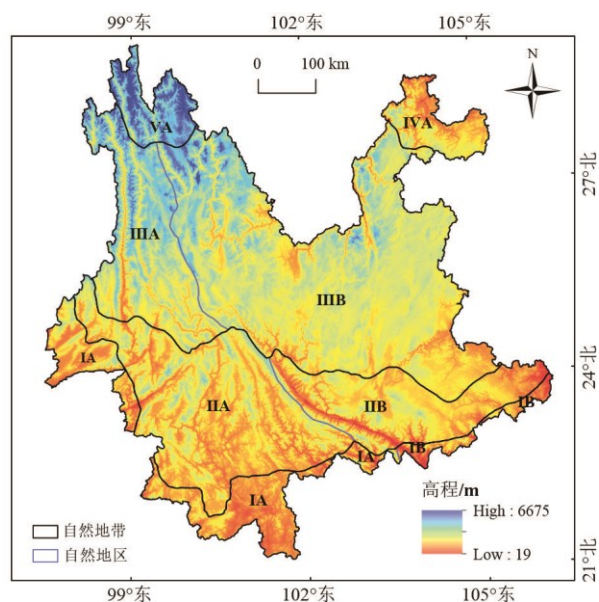 99°东
102°东
105°东
0
100 km
N
VA
IVA
27°北
IIIA
IIIB
24°北
IA
IIA
IIB
IB
IB
IA
IA
高程/m
High : 6675
Low : 19
自然地带
自然地区
21°北
99°东
102°东
105°东